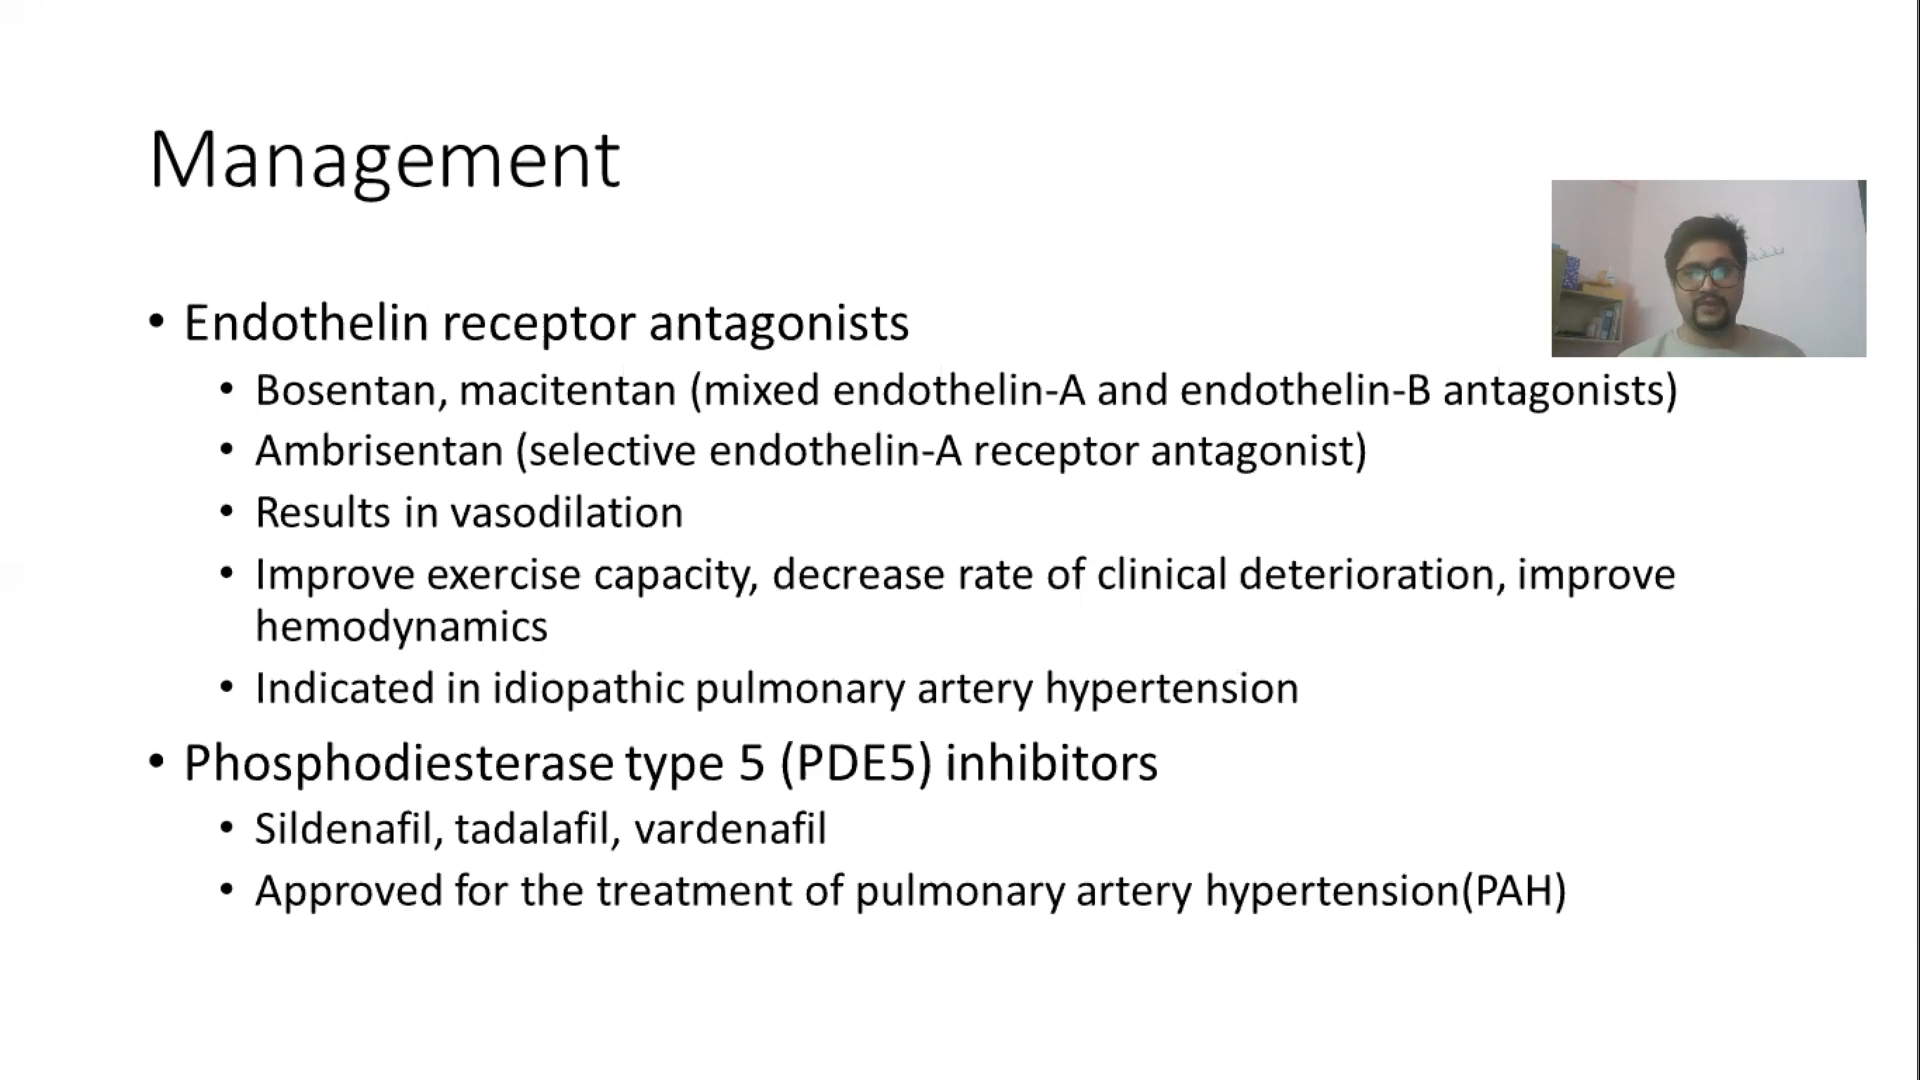 Management
• Endothelin receptor antagonists
• Bosentan, macitentan (mixed endothelin-A and endothelin-B antagonists)
• Ambrisentan (selective endothelin-A receptor antagonist)
• Results in vasodilation
• Improve exercise capacity, decrease rate of clinical deterioration, improve
hemodynamics
• Indicated in idiopathic pulmonary artery hypertension
• Phosphodiesterase type 5 (PDE5) inhibitors
• Sildenafil, tadalafil, vardenafil
• Approved for the treatment of pulmonary artery hypertension(PAH)